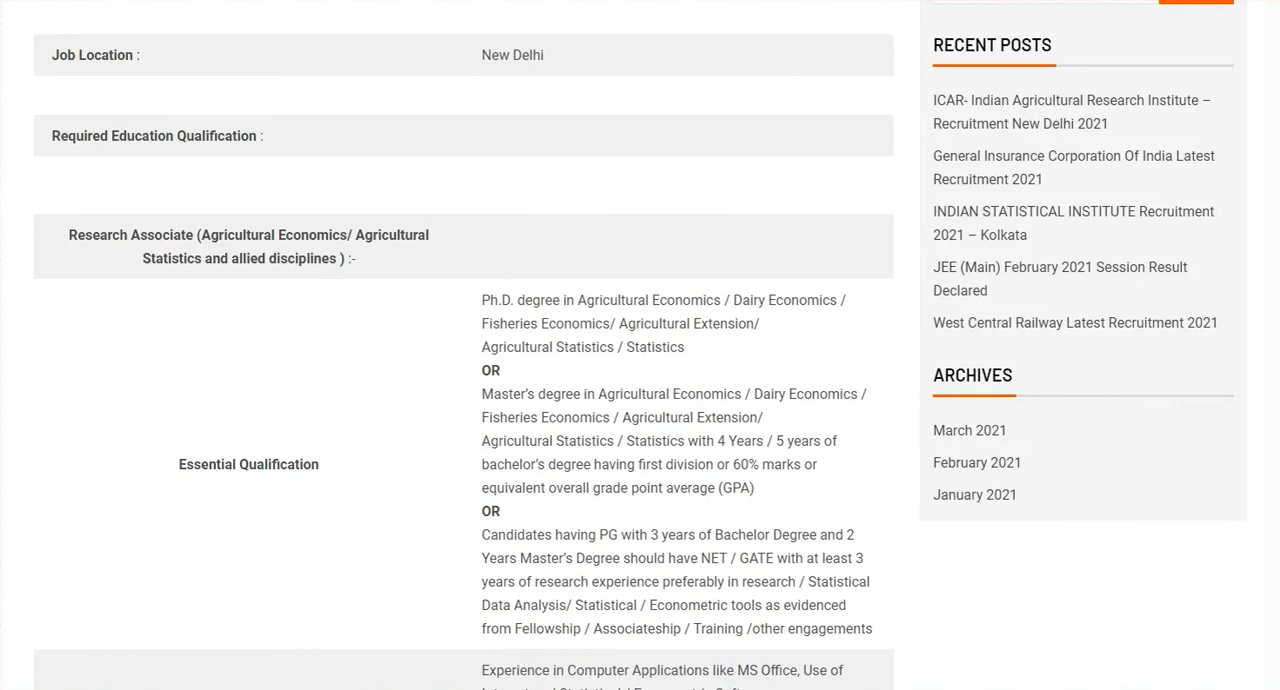 Job Location :
New Delhi
Required Education Qualification :
Research Associate (Agricultural Economics/ Agricultural
Statistics and allied disciplines ) :-
Essential Qualification
Ph.D. degree in Agricultural Economics / Dairy Economics /
Fisheries Economics/ Agricultural Extension/
Agricultural Statistics / Statistics
OR
Master’s degree in Agricultural Economics / Dairy Economics /
Fisheries Economics / Agricultural Extension/
Agricultural Statistics / Statistics with 4 Years / 5 years of
bachelor’s degree having first division or 60% marks or
equivalent overall grade point average (GPA)
OR
Candidates having PG with 3 years of Bachelor Degree and 2
Years Master’s Degree should have NET / GATE with at least 3
years of research experience preferably in research / Statistical
Data Analysis/ Statistical / Econometric tools as evidenced
from Fellowship / Associateship / Training /other engagements
Experience in Computer Applications like MS Office, Use of
RECENT POSTS
ICAR- Indian Agricultural Research Institute –
Recruitment New Delhi 2021
General Insurance Corporation Of India Latest
Recruitment 2021
INDIAN STATISTICAL INSTITUTE Recruitment
2021 – Kolkata
JEE (Main) February 2021 Session Result
Declared
West Central Railway Latest Recruitment 2021
ARCHIVES
March 2021
February 2021
January 2021